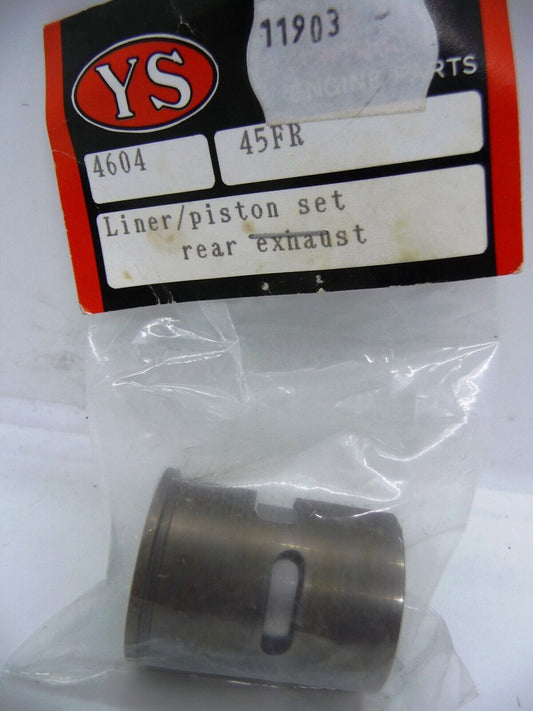 11903
YS
ENGINE PARTS
4604
45FR
Liner/piston set
rear exhaust